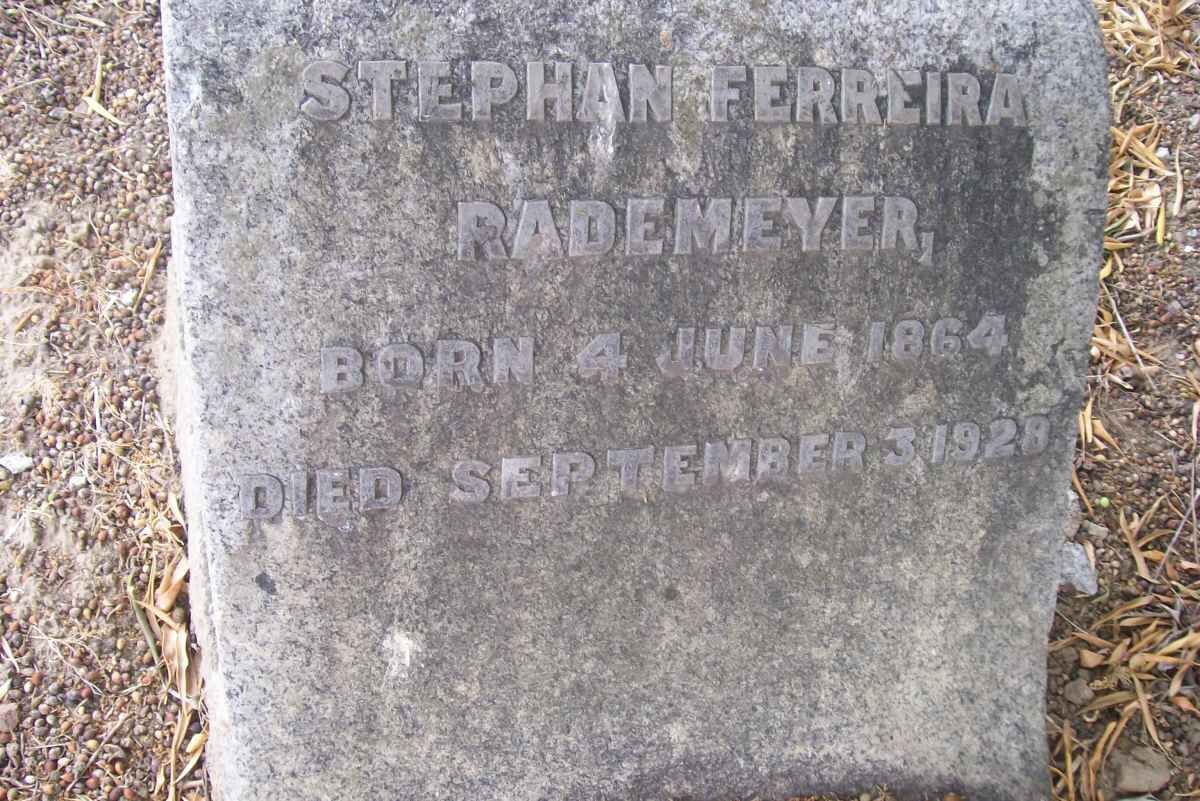 STEPHAN FERREIRA
RADEMEYER,
BORN 4 JUNE 1864
DIED SEPTEMBER 3 1928